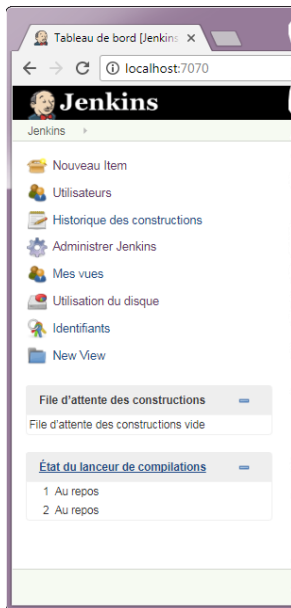 Tableau de bord [Jenkins
localhost:7070
Jenkins
Jenkins
Nouveau Item
Utilisateurs
Historique des constructions
Administrer Jenkins
Mes vues
Utilisation du disque
Identifiants
New View
File d'attente des constructions
File d'attente des constructions vide
État du lanceur de compilations
1 Au repos
2 Au repos